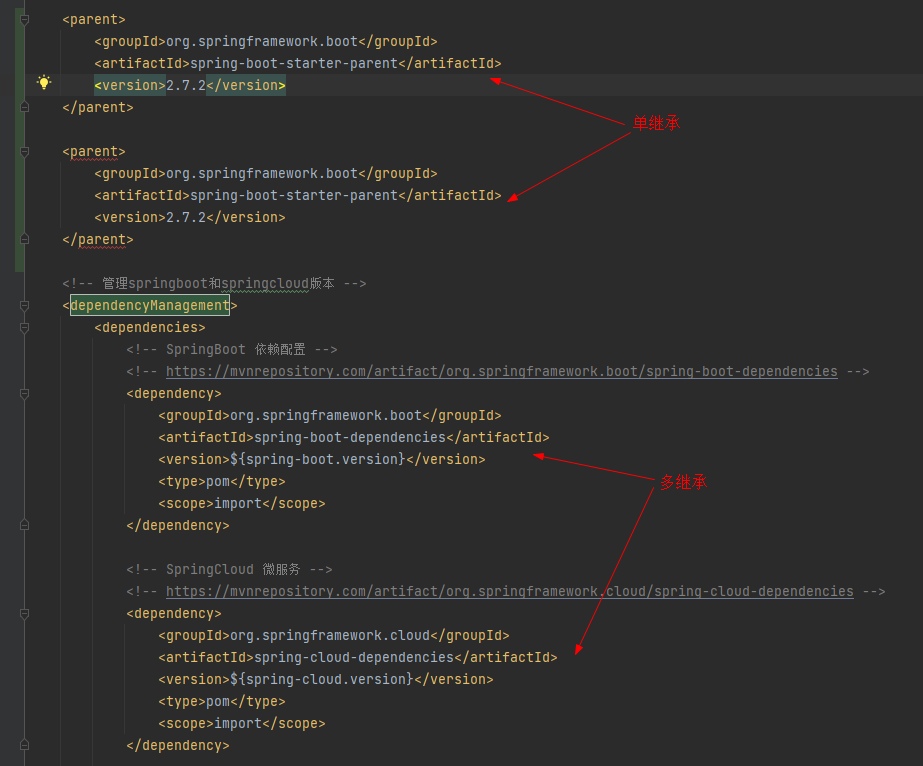 <parent>
<groupId>org.springframework.boot</groupId>
<artifactId>spring-boot-starter-parent</artifactId>
<version>2.7.2</version>
</parent>
单继承
<parent>
<groupId>org.springframework.boot</groupId>
<artifactId>spring-boot-starter-parent</artifactId>
<version>2.7.2</version>
</parent>
<!-- 管理springboot和springcloud版本 -->
<dependencyManagement>
<dependencies>
<!-- SpringBoot 依赖配置 -->
<!-- https://mvnrepository.com/artifact/org.springframework.boot/spring-boot-dependencies -->
<dependency>
<groupId>org.springframework.boot</groupId>
<artifactId>spring-boot-dependencies</artifactId>
<version>${spring-boot.version}</version>
<type>pom</type>
多继承
<scope>import</scope>
</dependency>
<!-- SpringCloud 微服务 -->
<!-- https://mvnrepository.com/artifact/org.springframework.cloud/spring-cloud-dependencies -->
<dependency>
<groupId>org.springframework.cloud</groupId>
<artifactId>spring-cloud-dependencies</artifactId>
<version>${spring-cloud.version}</version>
<type>pom</type>
<scope>import</scope>
</dependency>